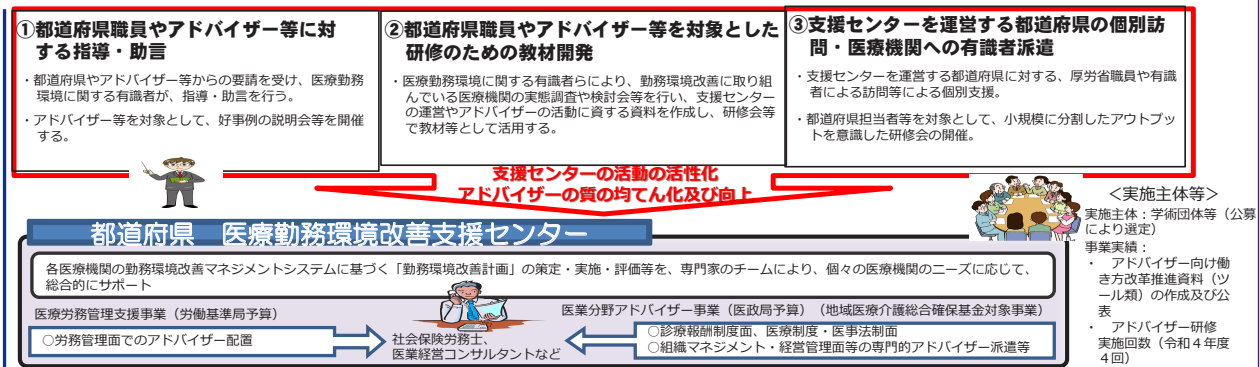 ①都道府県職員やアドバイザー等に対
する指導・助言
・都道府県やアドバイザー等からの要請を受け、医療勤務
環境に関する有識者が、指導・助言を行う。
・アドバイザー等を対象として、好事例の説明会等を開催
する。
②都道府県職員やアドバイザー等を対象とした
研修のための教材開発
・医療勤務環境に関する有識者らにより、勤務環境改善に取り組
んでいる医療機関の実態調査や検討会等を行い、支援センター
の運営やアドバイザーの活動に資する資料を作成し、研修会等
で教材等として活用する。
③支援センターを運営する都道府県の個別訪
問・医療機関への有識者派遣
・支援センターを運営する都道府県に対する、厚労省職員や有識
者による訪問等による個別支援。
・都道府県担当者等を対象として、小規模に分割したアウトプッ
トを意識した研修会の開催。
支援センターの活動の活性化
アドバイザーの質の均てん化及び向上
都道府県 医療勤務環境改善支援センター
各医療機関の勤務環境改善マネジメントシステムに基づく「勤務環境改善計画」の策定・実施・評価等を、専門家のチームにより、個々の医療機関のニーズに応じて、
総合的にサポート
医療労務管理支援事業（労働基準局予算）
○労務管理面でのアドバイザー配置
社会保険労務士、
医業経営コンサルタントなど
医業分野アドバイザー事業（医政局予算）（地域医療介護総合確保基金対象事業）
○診療報酬制度面、医療制度・医事法制面
○組織マネジメント・経営管理面等の専門的アドバイザー派遣等
＜実施主体等＞
実施主体：学術団体等（公募
により選定）
事業実績：
・ アドバイザー向け働
き方改革推進資料（ツ
ール類）の作成及び公
表
・ アドバイザー研修
実施回数（令和４年度
４回）